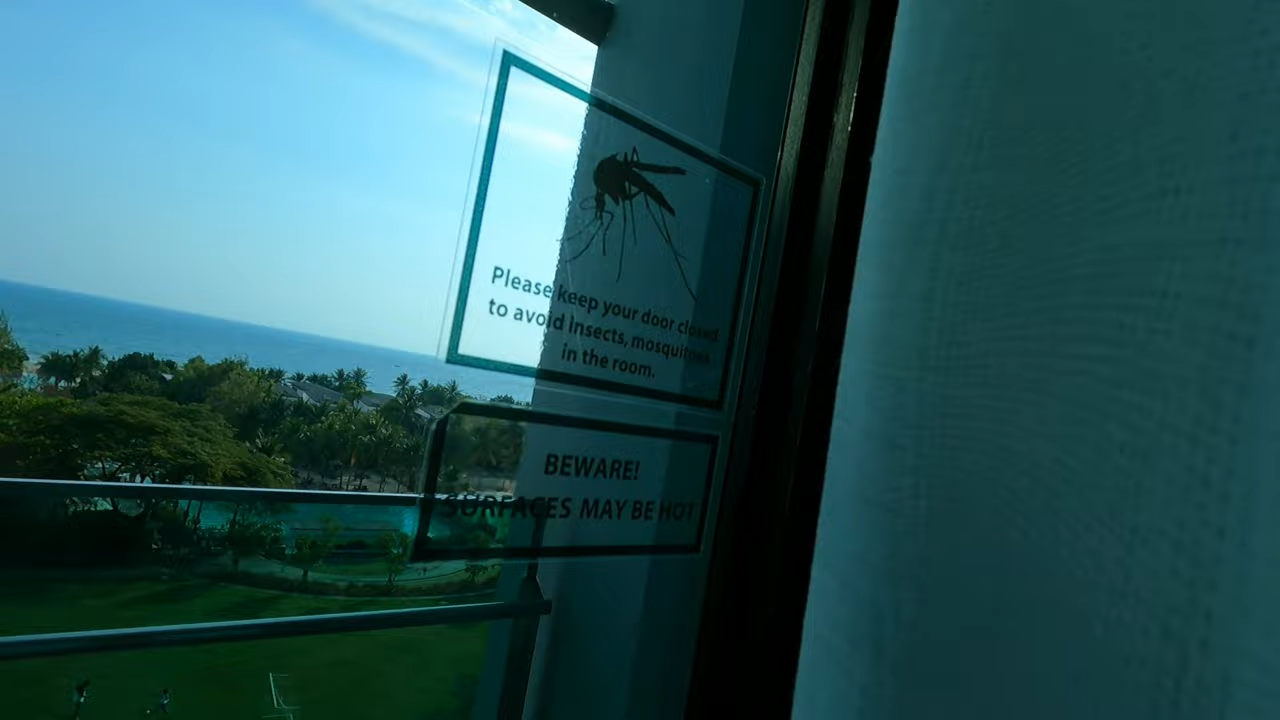 Please keep your door closed
to avoid insects, mosquitoes
in the room.
BEWARE!
SURFACES MAY BE HOT